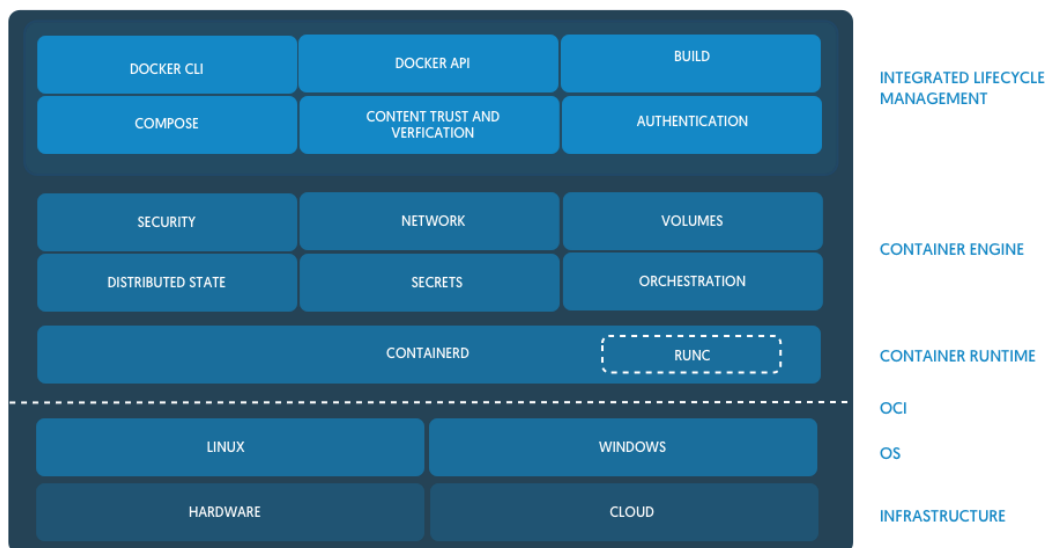 DOCKER CLI
DOCKER API
BUILD
INTEGRATED LIFECYCLE
MANAGEMENT
COMPOSE
CONTENT TRUST AND
VERFICATION
AUTHENTICATION
SECURITY
NETWORK
VOLUMES
CONTAINER ENGINE
DISTRIBUTED STATE
SECRETS
ORCHESTRATION
CONTAINERD
RUNC
CONTAINER RUNTIME
OCI
LINUX
WINDOWS
OS
HARDWARE
CLOUD
INFRASTRUCTURE